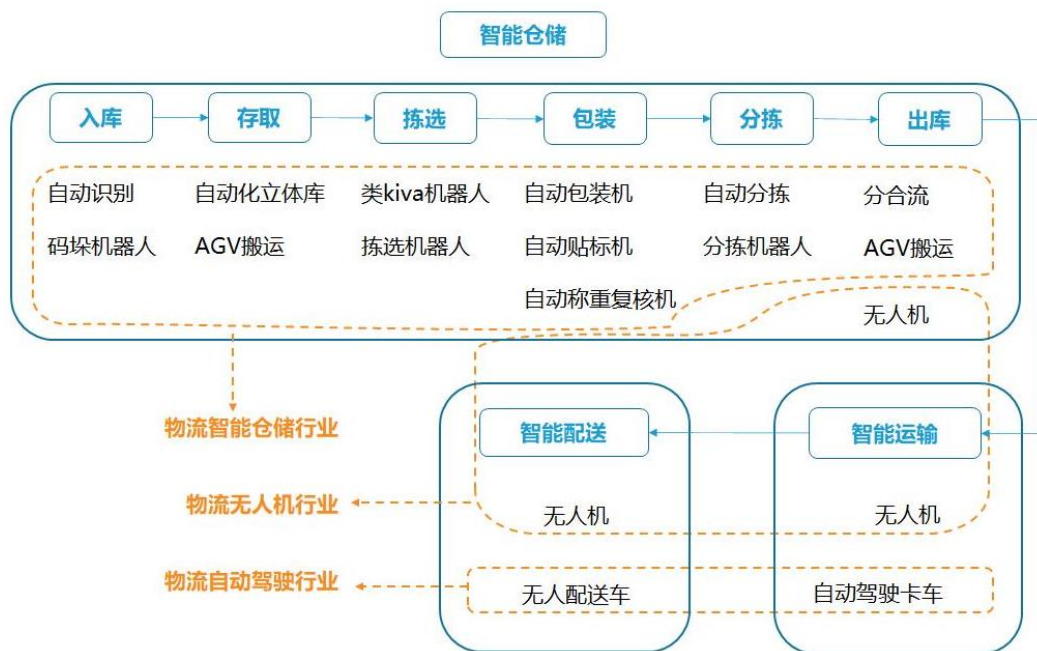 智能仓储
入库 存取 拣选 包装 分拣 出库
自动识别 自动化立体库 类kiva机器人 自动包装机 自动分拣 分合流
码垛机器人 AGV搬运 拣选机器人 自动贴标机 分拣机器人 AGV搬运
自动称重复核机
无人机
物流智能仓储行业 智能配送 智能运输
物流无人机行业
无人机 无人机
物流自动驾驶行业
无人配送车 自动驾驶卡车